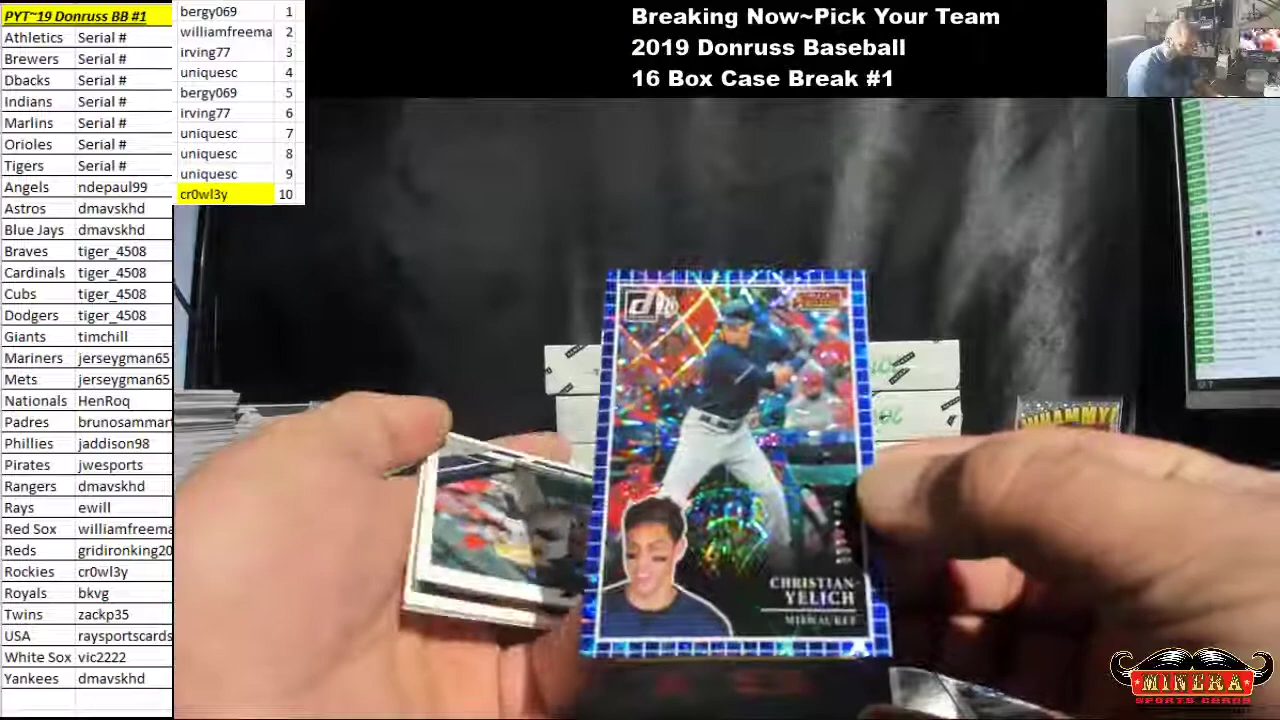 PYT~19 Donruss BB #1
Athletics Serial #
Brewers Serial #
Dbacks Serial #
Indians Serial #
Marlins Serial #
Orioles Serial #
Tigers Serial #
Angels ndepaul99
Astros dmavskhd
Blue Jays dmavskhd
Braves tiger_4508
Cardinals tiger_4508
Cubs tiger_4508
Dodgers tiger_4508
Giants timchill
Mariners jerseygman65
Mets jerseygman65
Nationals HenRoq
Padres brunosammar
Phillies jaddison98
Pirates jwesports
Rangers dmavskhd
Rays ewill
Red Sox williamfreema
Reds gridironking20
Rockies cr0wl3y
Royals bkvg
Twins zackp35
USA raysportscards
White Sox vic2222
Yankees dmavskhd
bergy069 1
williamfreema 2
irving77 3
uniquesc 4
bergy069 5
irving77 6
uniquesc 7
uniquesc 8
uniquesc 9
cr0wl3y 10
Breaking Now~Pick Your Team
2019 Donruss Baseball
16 Box Case Break #1
CHRISTIAN
YELICH
MILWAUKEE
WHAMMY
MINERA
SPORTS CARDS